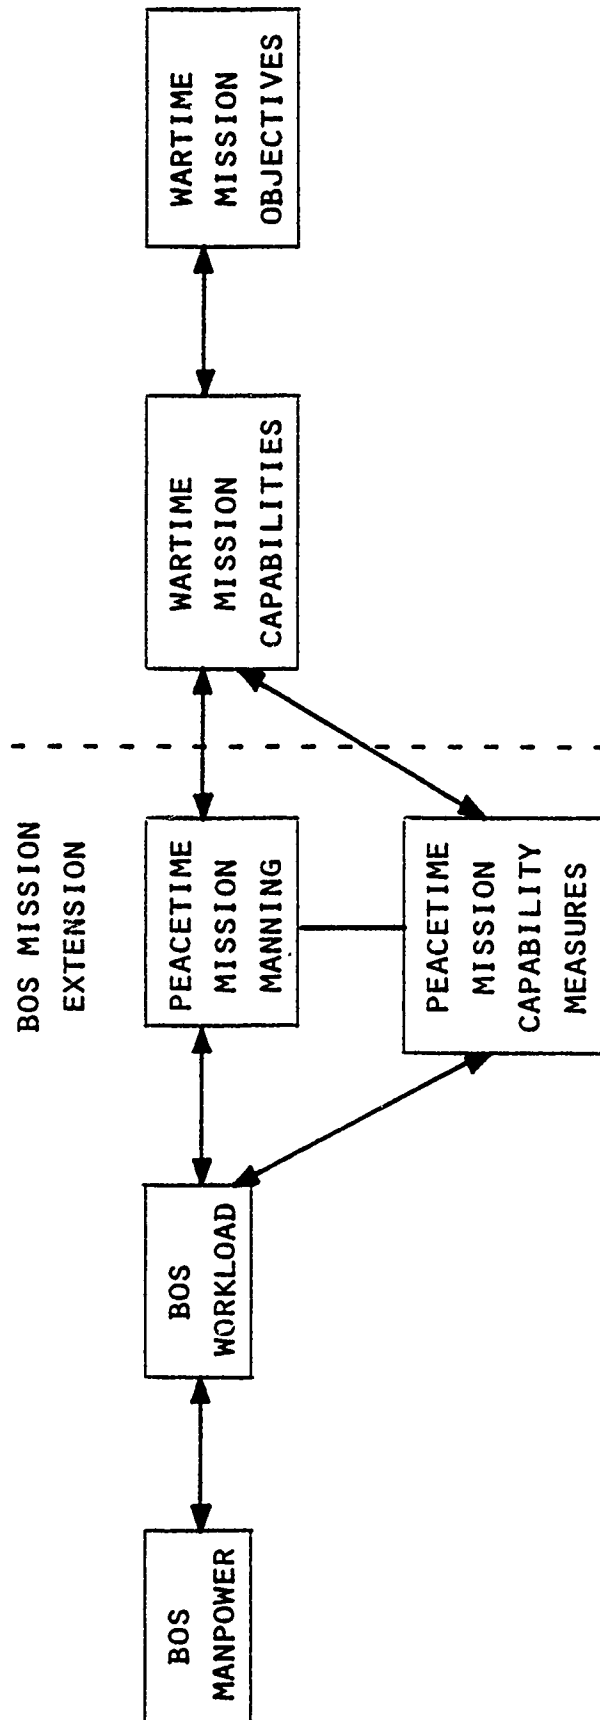 BOS MISSION
EXTENSION
BOS
MANPOWER
BOS
WORKLOAD
PEACETIME
MISSION
MANNING
PEACETIME
MISSION
CAPABILITY
MEASURES
WARTIME
MISSION
CAPABILITIES
WARTIME
MISSION
OBJECTIVES